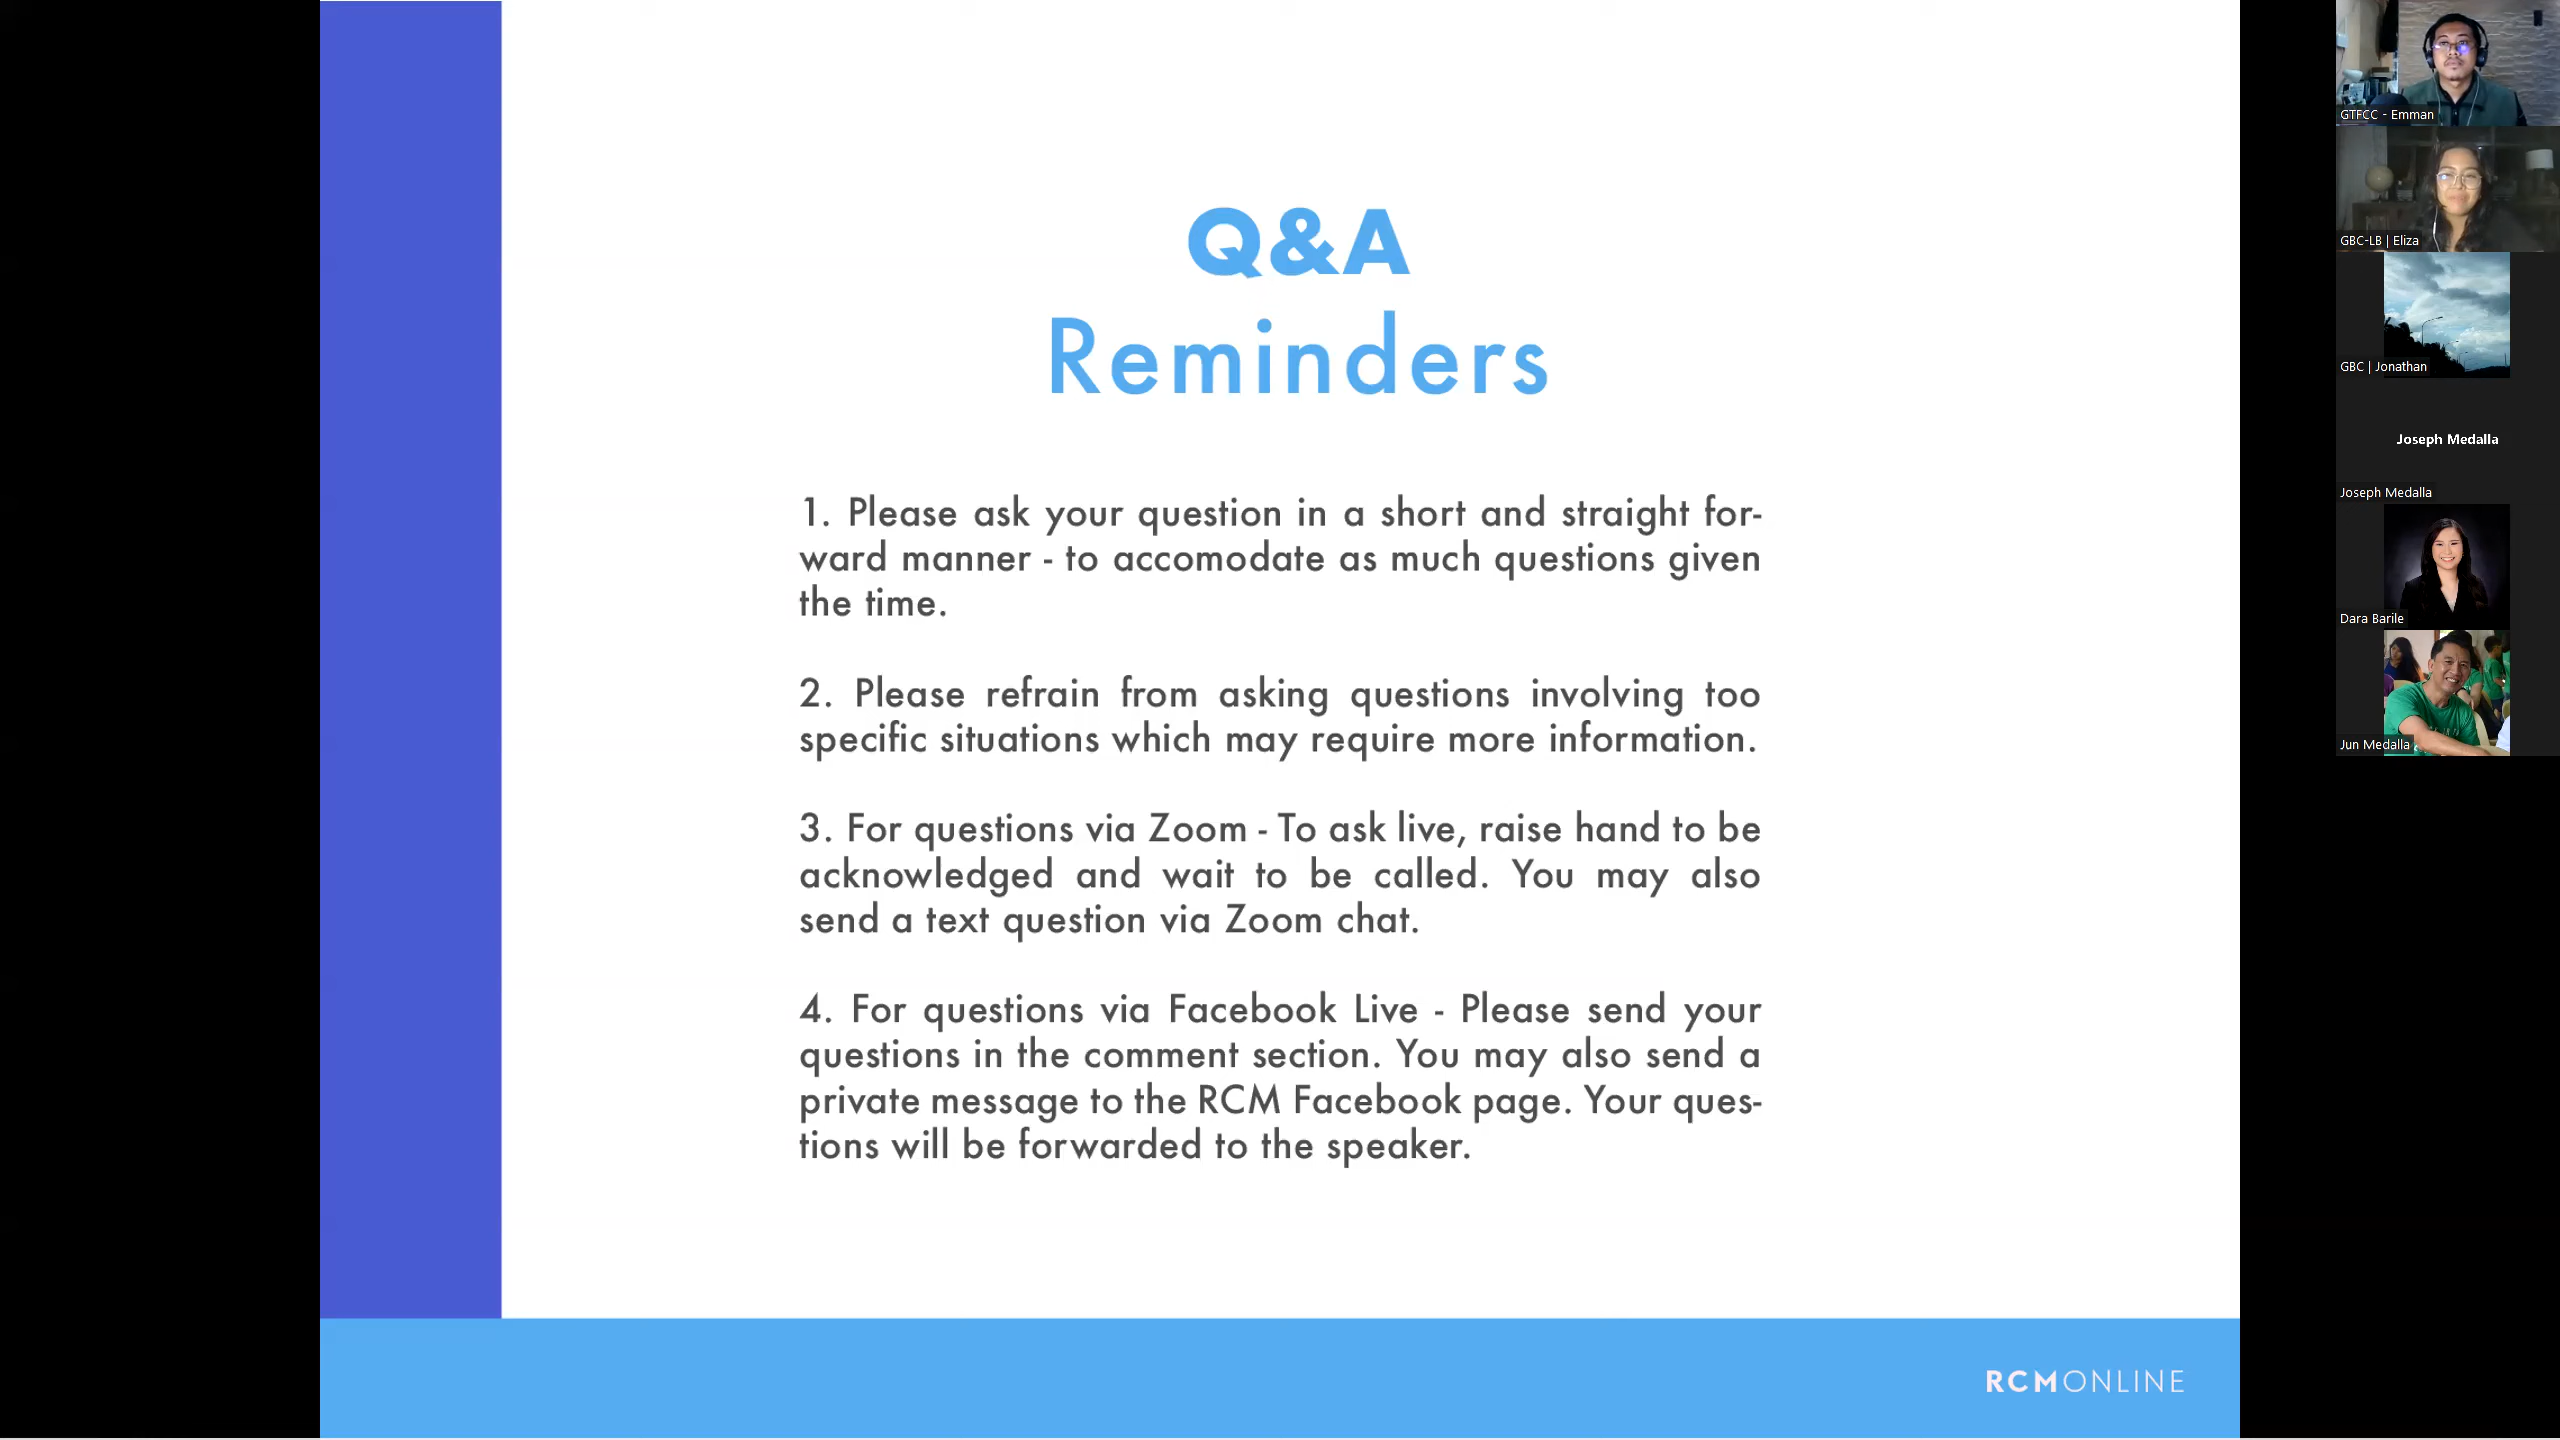 Q&A
Reminders
1. Please ask your question in a short and straight for-
ward manner - to accomodate as much questions given
the time.
2. Please refrain from asking questions involving too
specific situations which may require more information.
3. For questions via Zoom - To ask live, raise hand to be
acknowledged and wait to be called. You may also
send a text question via Zoom chat.
4. For questions via Facebook Live - Please send your
questions in the comment section. You may also send a
private message to the RCM Facebook page. Your ques-
tions will be forwarded to the speaker.
RCMONLINE
GTFCC - Emman
GBC-LB | Eliza
GBC | Jonathan
Joseph Medalla
Joseph Medalla
Dara Barile
Jun Medalla